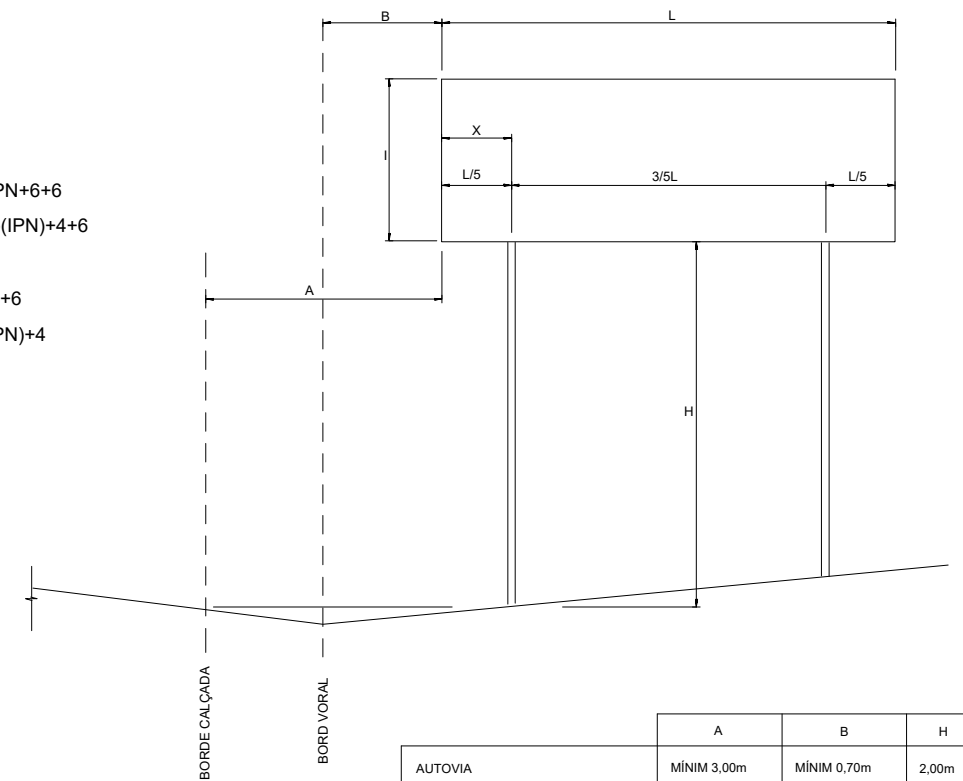 B
L
X
I
L/5
3/5L
L/5
PN+6+6
(IPN)+4+6
A
+6
PN)+4
H
BORDE CALÇADA
BORD VORAL
A B H
AUTOVIA MÍNIM 3,00m MÍNIM 0,70m 2,00m